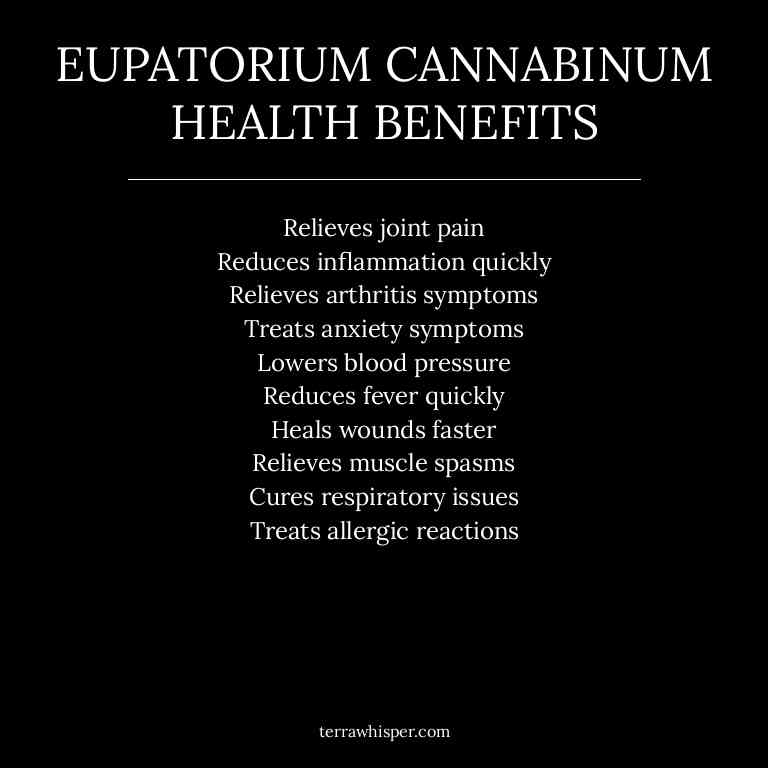 EUPATORIUM CANNABINUM
HEALTH BENEFITS
Relieves joint pain
Reduces inflammation quickly
Relieves arthritis symptoms
Treats anxiety symptoms
Lowers blood pressure
Reduces fever quickly
Heals wounds faster
Relieves muscle spasms
Cures respiratory issues
Treats allergic reactions
terrawhisper.com